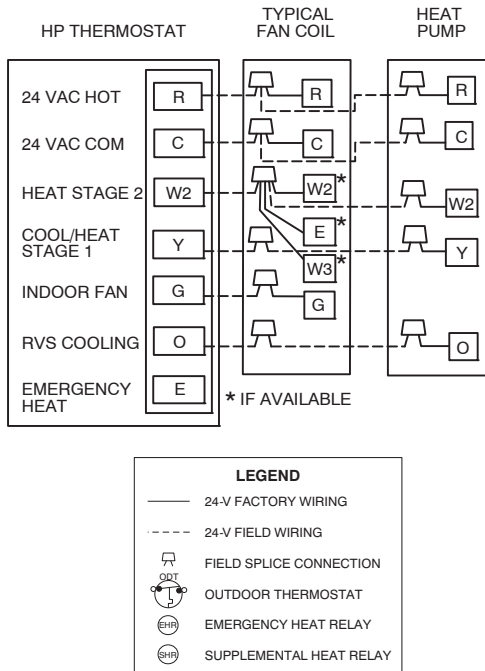 HP THERMOSTAT
TYPICAL
FAN COIL
HEAT
PUMP
24 VAC HOT R R R
24 VAC COM C C C
HEAT STAGE 2 W2 W2* W2
E*
COOL/HEAT
STAGE 1 Y Y
W3*
INDOOR FAN G G
RVS COOLING O O
EMERGENCY
HEAT E
* IF AVAILABLE
LEGEND
24-V FACTORY WIRING
24-V FIELD WIRING
FIELD SPLICE CONNECTION
ODT
OUTDOOR THERMOSTAT
EHR EMERGENCY HEAT RELAY
SHR SUPPLEMENTAL HEAT RELAY